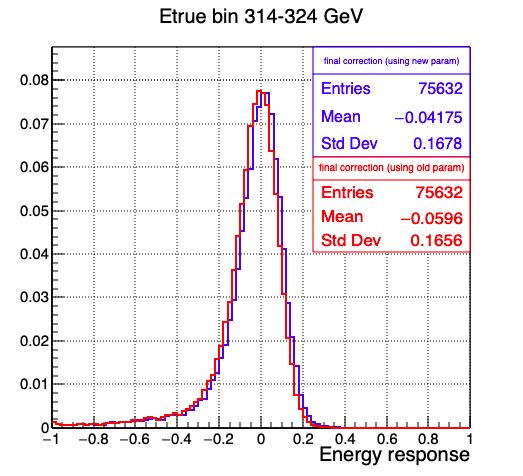 Etrue bin 314-324 GeV
final correction (using new param)
Entries 75632
Mean −0.04175
Std Dev 0.1678
final correction (using old param)
Entries 75632
Mean −0.0596
Std Dev 0.1656
0.08
0.07
0.06
0.05
0.04
0.03
0.02
0.01
0
−1 −0.8 −0.6 −0.4 −0.2 0 0.2 0.4 0.6 0.8 1
Energy response